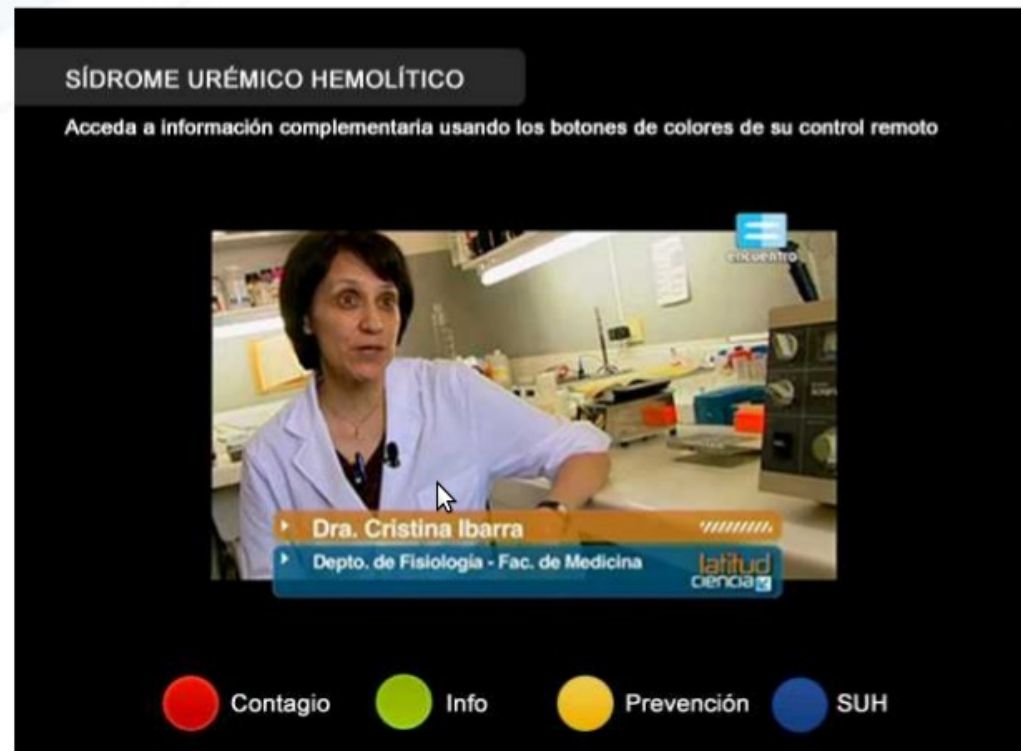 SÍDROME URÉMICO HEMOLÍTICO
Acceda a información complementaria usando los botones de colores de su control remoto
encuentro
Dra. Cristina Ibarra
Depto. de Fisiología - Fac. de Medicina
latitud
ciencia
Contagio
Info
Prevención
SUH